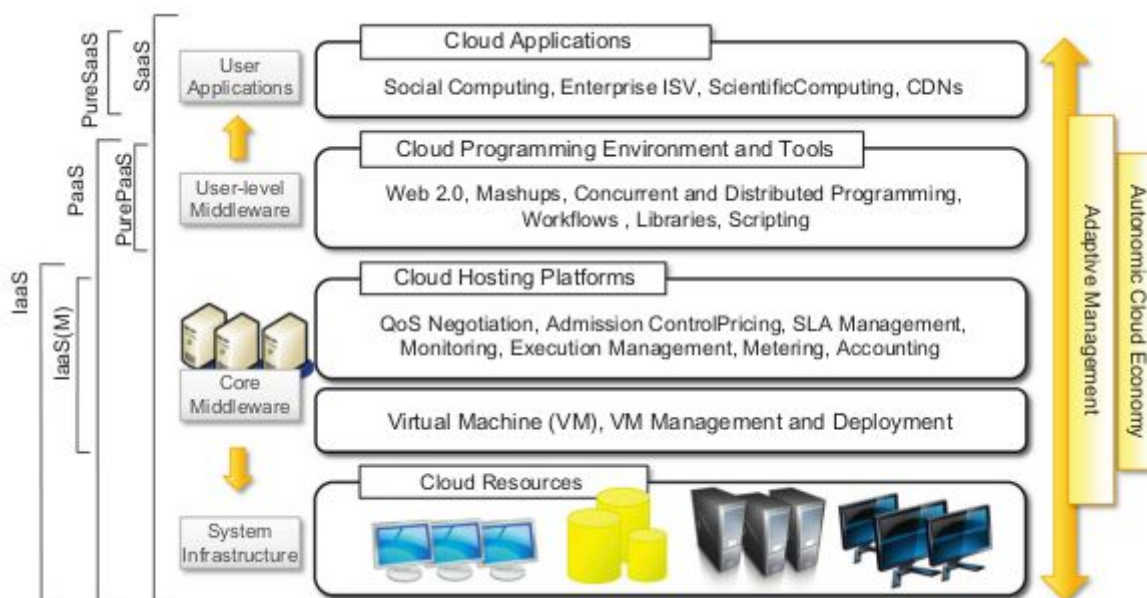 PureSaaS
SaaS
User
Applications
Cloud Applications
Social Computing, Enterprise ISV, ScientificComputing, CDNs
PaaS
PurePaaS
User-level
Middleware
Cloud Programming Environment and Tools
Web 2.0, Mashups, Concurrent and Distributed Programming,
Workflows , Libraries, Scripting
IaaS
IaaS(M)
Core
Middleware
Cloud Hosting Platforms
QoS Negotiation, Admission ControlPricing, SLA Management,
Monitoring, Execution Management, Metering, Accounting
Virtual Machine (VM), VM Management and Deployment
System
Infrastructure
Cloud Resources
Adaptive Management
Autonomic Cloud Economy